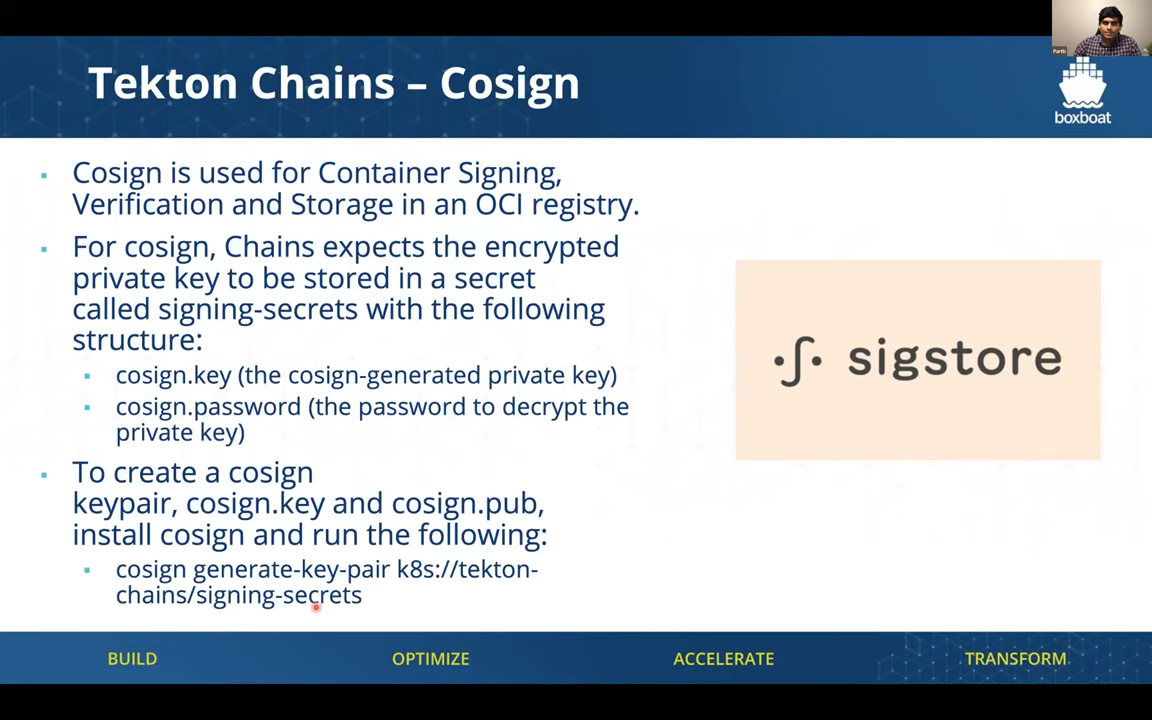 Parth
Tekton Chains – Cosign
boxboat
▪ Cosign is used for Container Signing,
Verification and Storage in an OCI registry.
▪ For cosign, Chains expects the encrypted
private key to be stored in a secret
called signing-secrets with the following
structure:
▪ cosign.key (the cosign-generated private key)
▪ cosign.password (the password to decrypt the
private key)
▪ To create a cosign
keypair, cosign.key and cosign.pub,
install cosign and run the following:
▪ cosign generate-key-pair k8s://tekton-
chains/signing-secrets
sigstore
BUILD
OPTIMIZE
ACCELERATE
TRANSFORM